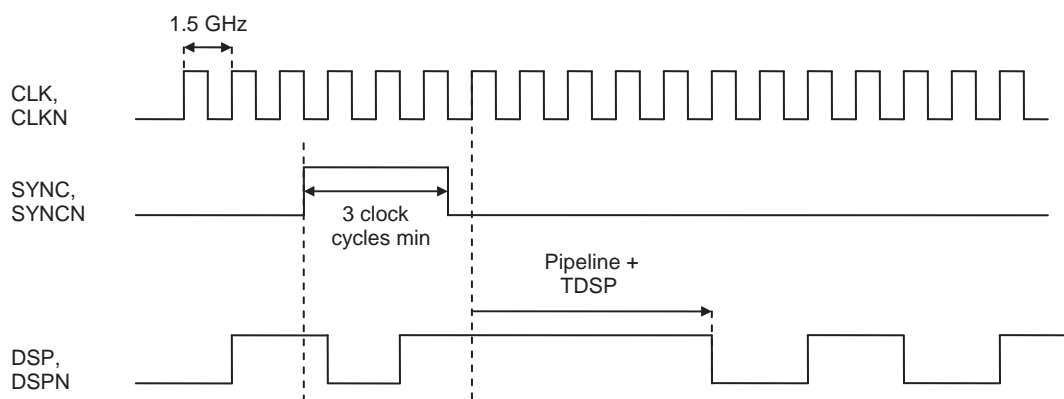 1.5 GHz
CLK,
CLKN
SYNC,
SYNCN
3 clock
cycles min
Pipeline +
TDSP
DSP,
DSPN